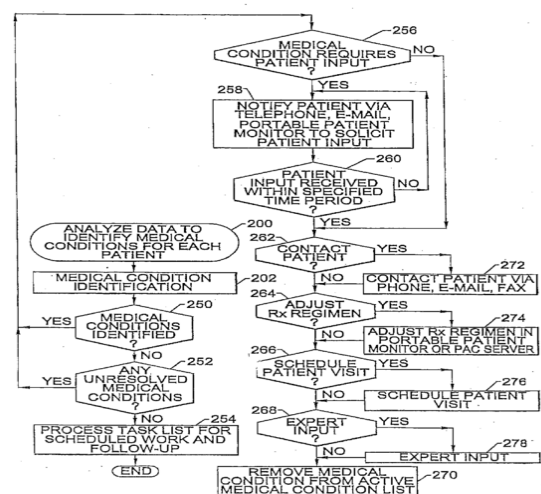 256
MEDICAL
CONDITION REQUIRES
PATIENT INPUT
?
NO
YES
258
NOTIFY PATIENT VIA
TELEPHONE, E-MAIL,
PORTABLE PATIENT
MONITOR TO SOLICIT
PATIENT INPUT
260
PATIENT
INPUT RECEIVED
WITHIN SPECIFIED
TIME PERIOD
?
NO
YES
200
ANALYZE DATA TO
IDENTIFY MEDICAL
CONDITIONS FOR EACH
PATIENT
MEDICAL CONDITION
IDENTIFICATION
202
250
MEDICAL
CONDITIONS
IDENTIFIED
?
YES
NO
252
ANY
UNRESOLVED
MEDICAL
CONDITIONS?
YES
NO
254
PROCESS TASK LIST FOR
SCHEDULED WORK AND
FOLLOW-UP
END
262
CONTACT
PATIENT
?
YES
NO
272
CONTACT PATIENT VIA
PHONE, E-MAIL, FAX
264
ADJUST
Rx REGIMEN
?
YES
NO
274
ADJUST Rx REGIMEN IN
PORTABLE PATIENT
MONITOR OR PAC SERVER
266
SCHEDULE
PATIENT VISIT
?
YES
NO
276
SCHEDULE PATIENT
VISIT
268
EXPERT
INPUT
?
YES
NO
278
EXPERT INPUT
270
REMOVE MEDICAL
CONDITION FROM ACTIVE
MEDICAL CONDITION LIST